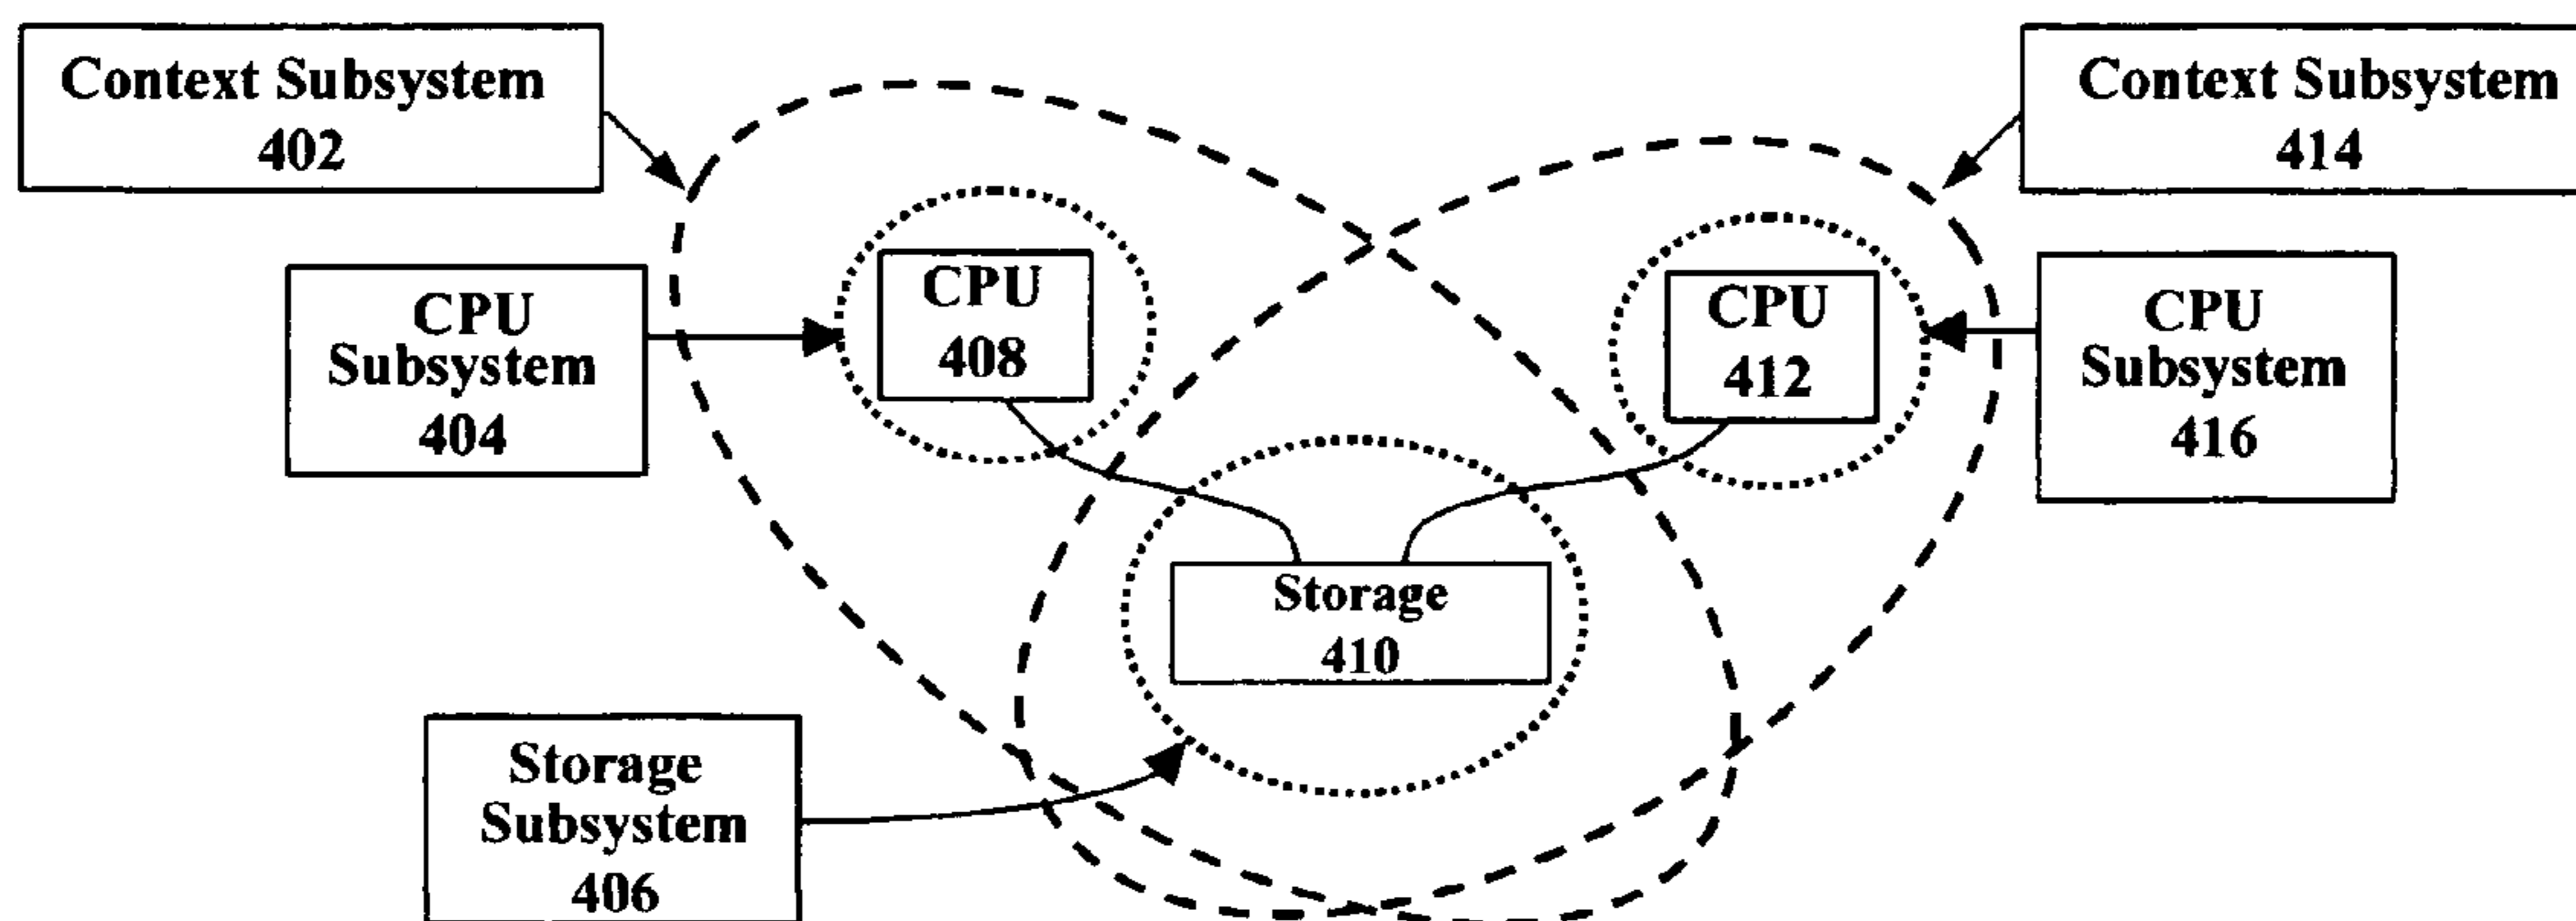 Context Subsystem
402
Context Subsystem
414
CPU
Subsystem
404
CPU
408
CPU
412
CPU
Subsystem
416
Storage
410
Storage
Subsystem
406